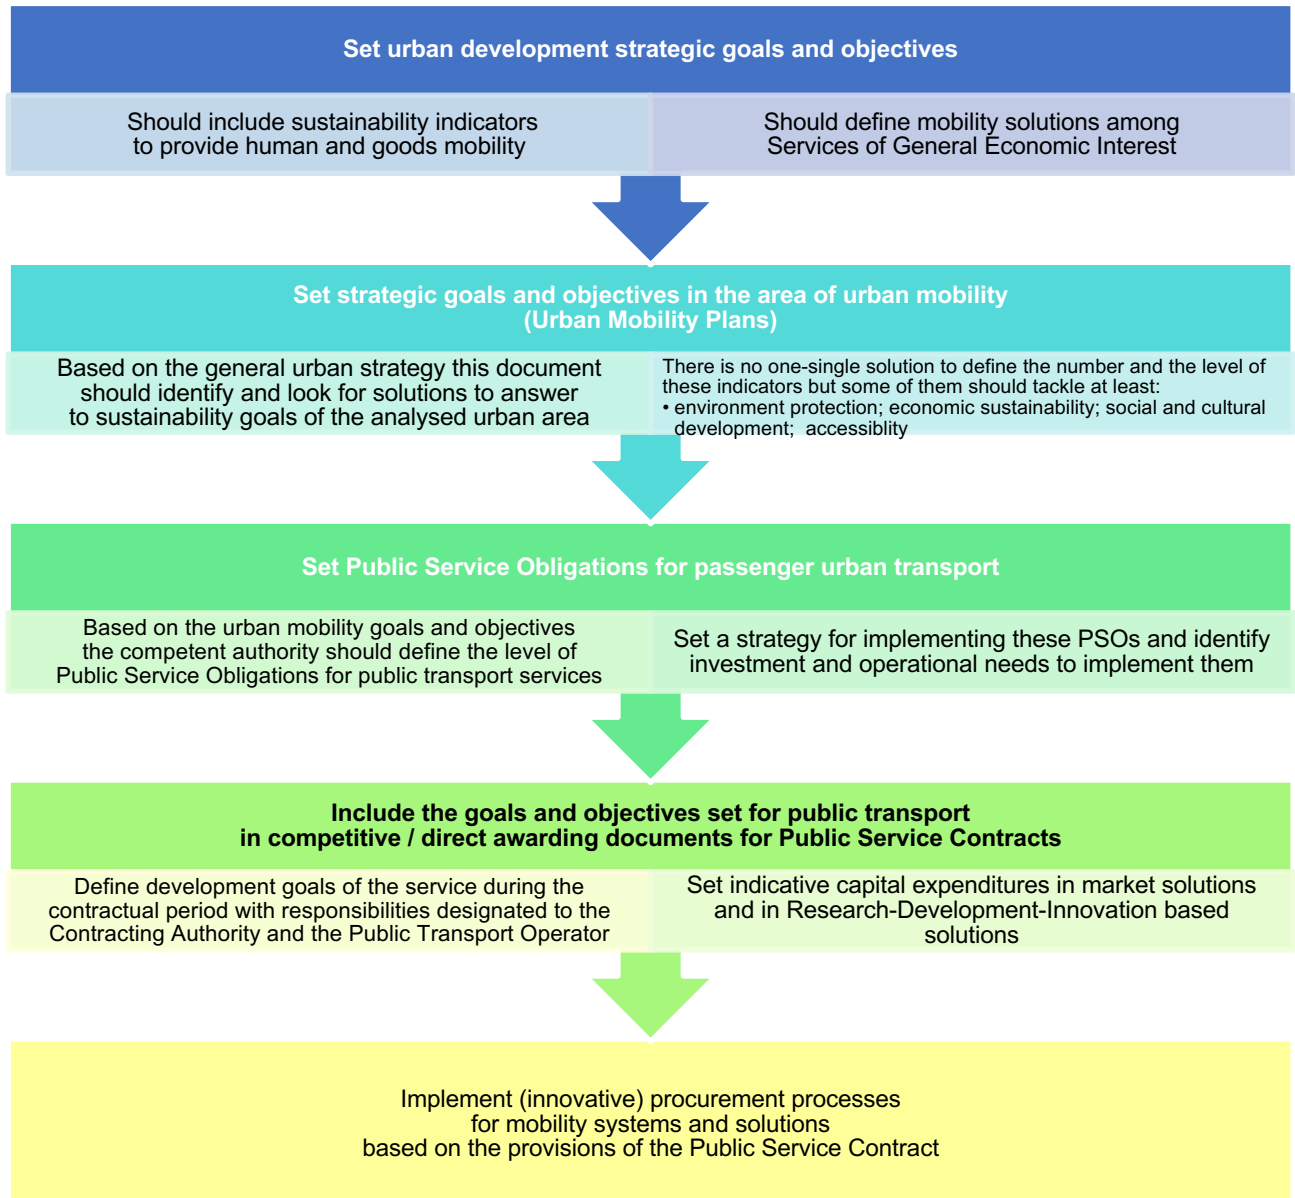 Set urban development strategic goals and objectives
Should include sustainability indicators
to provide human and goods mobility
Should define mobility solutions among
Services of General Economic Interest
Set strategic goals and objectives in the area of urban mobility
(Urban Mobility Plans)
Based on the general urban strategy this document
should identify and look for solutions to answer
to sustainability goals of the analysed urban area
There is no one-single solution to define the number and the level of
these indicators but some of them should tackle at least:
• environment protection; economic sustainability; social and cultural
development; accessiblity
Set Public Service Obligations for passenger urban transport
Based on the urban mobility goals and objectives
the competent authority should define the level of
Public Service Obligations for public transport services
Set a strategy for implementing these PSOs and identify
investment and operational needs to implement them
Include the goals and objectives set for public transport
in competitive / direct awarding documents for Public Service Contracts
Define development goals of the service during the
contractual period with responsibilities designated to the
Contracting Authority and the Public Transport Operator
Set indicative capital expenditures in market solutions
and in Research-Development-Innovation based
solutions
Implement (innovative) procurement processes
for mobility systems and solutions
based on the provisions of the Public Service Contract